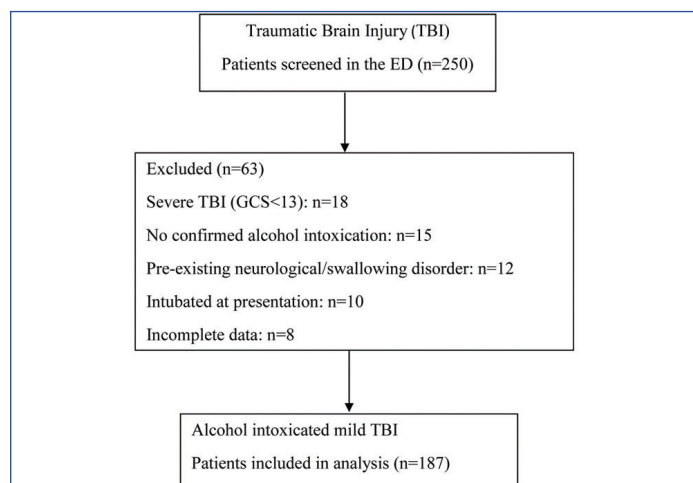 Traumatic Brain Injury (TBI)
Patients screened in the ED (n=250)
Excluded (n=63)
Severe TBI (GCS<13): n=18
No confirmed alcohol intoxication: n=15
Pre-existing neurological/swallowing disorder: n=12
Intubated at presentation: n=10
Incomplete data: n=8
Alcohol intoxicated mild TBI
Patients included in analysis (n=187)